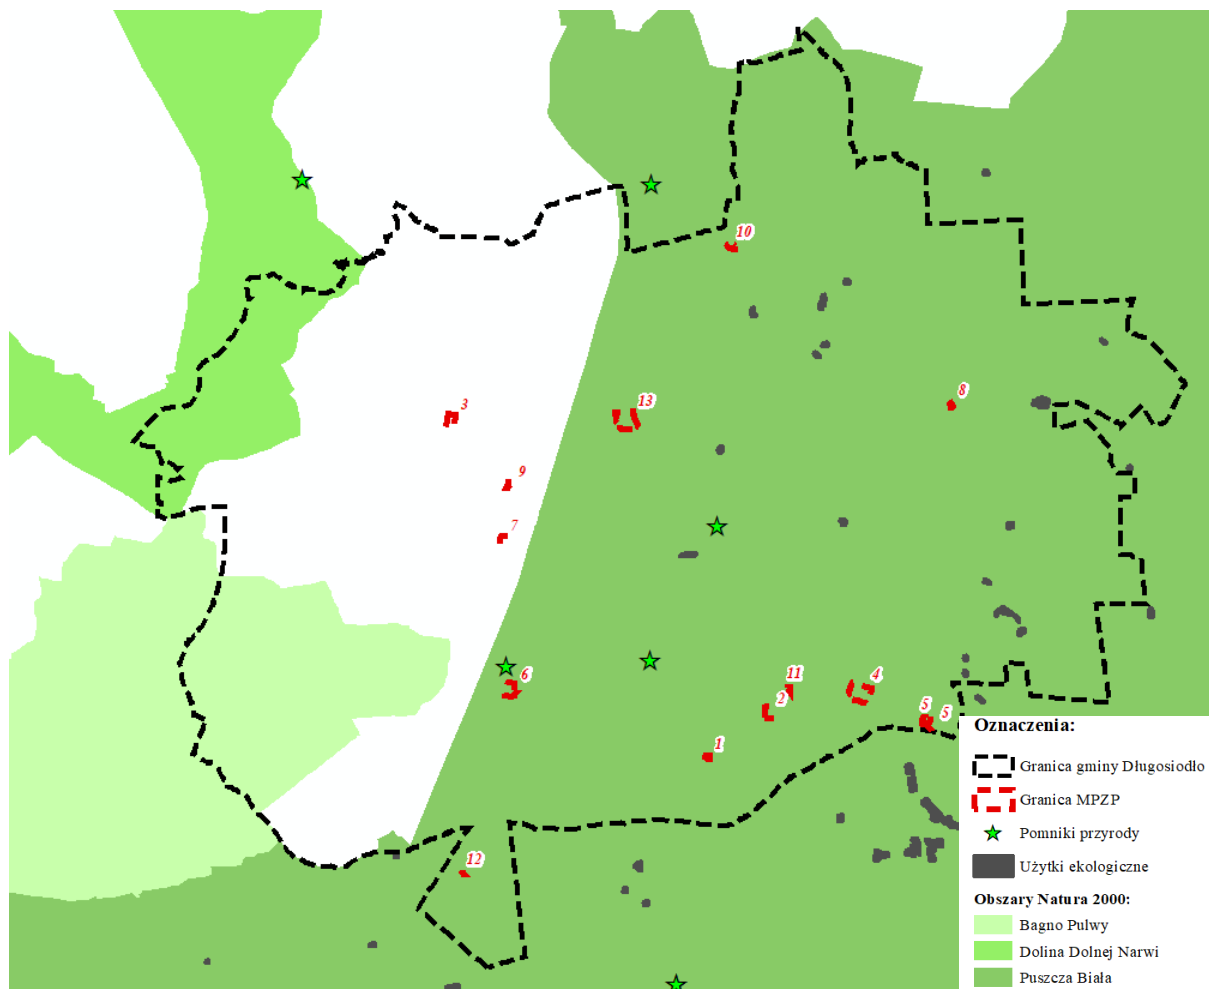 10
3
13
8
9
7
6
11
4
2
5
5
1
12
Oznaczenia:
Granica gminy Długosiodło
Granica MPZP
Pomniki przyrody
Użytki ekologiczne
Obszary Natura 2000:
Bagno Pulwy
Dolina Dolnej Narwi
Puszcza Biała